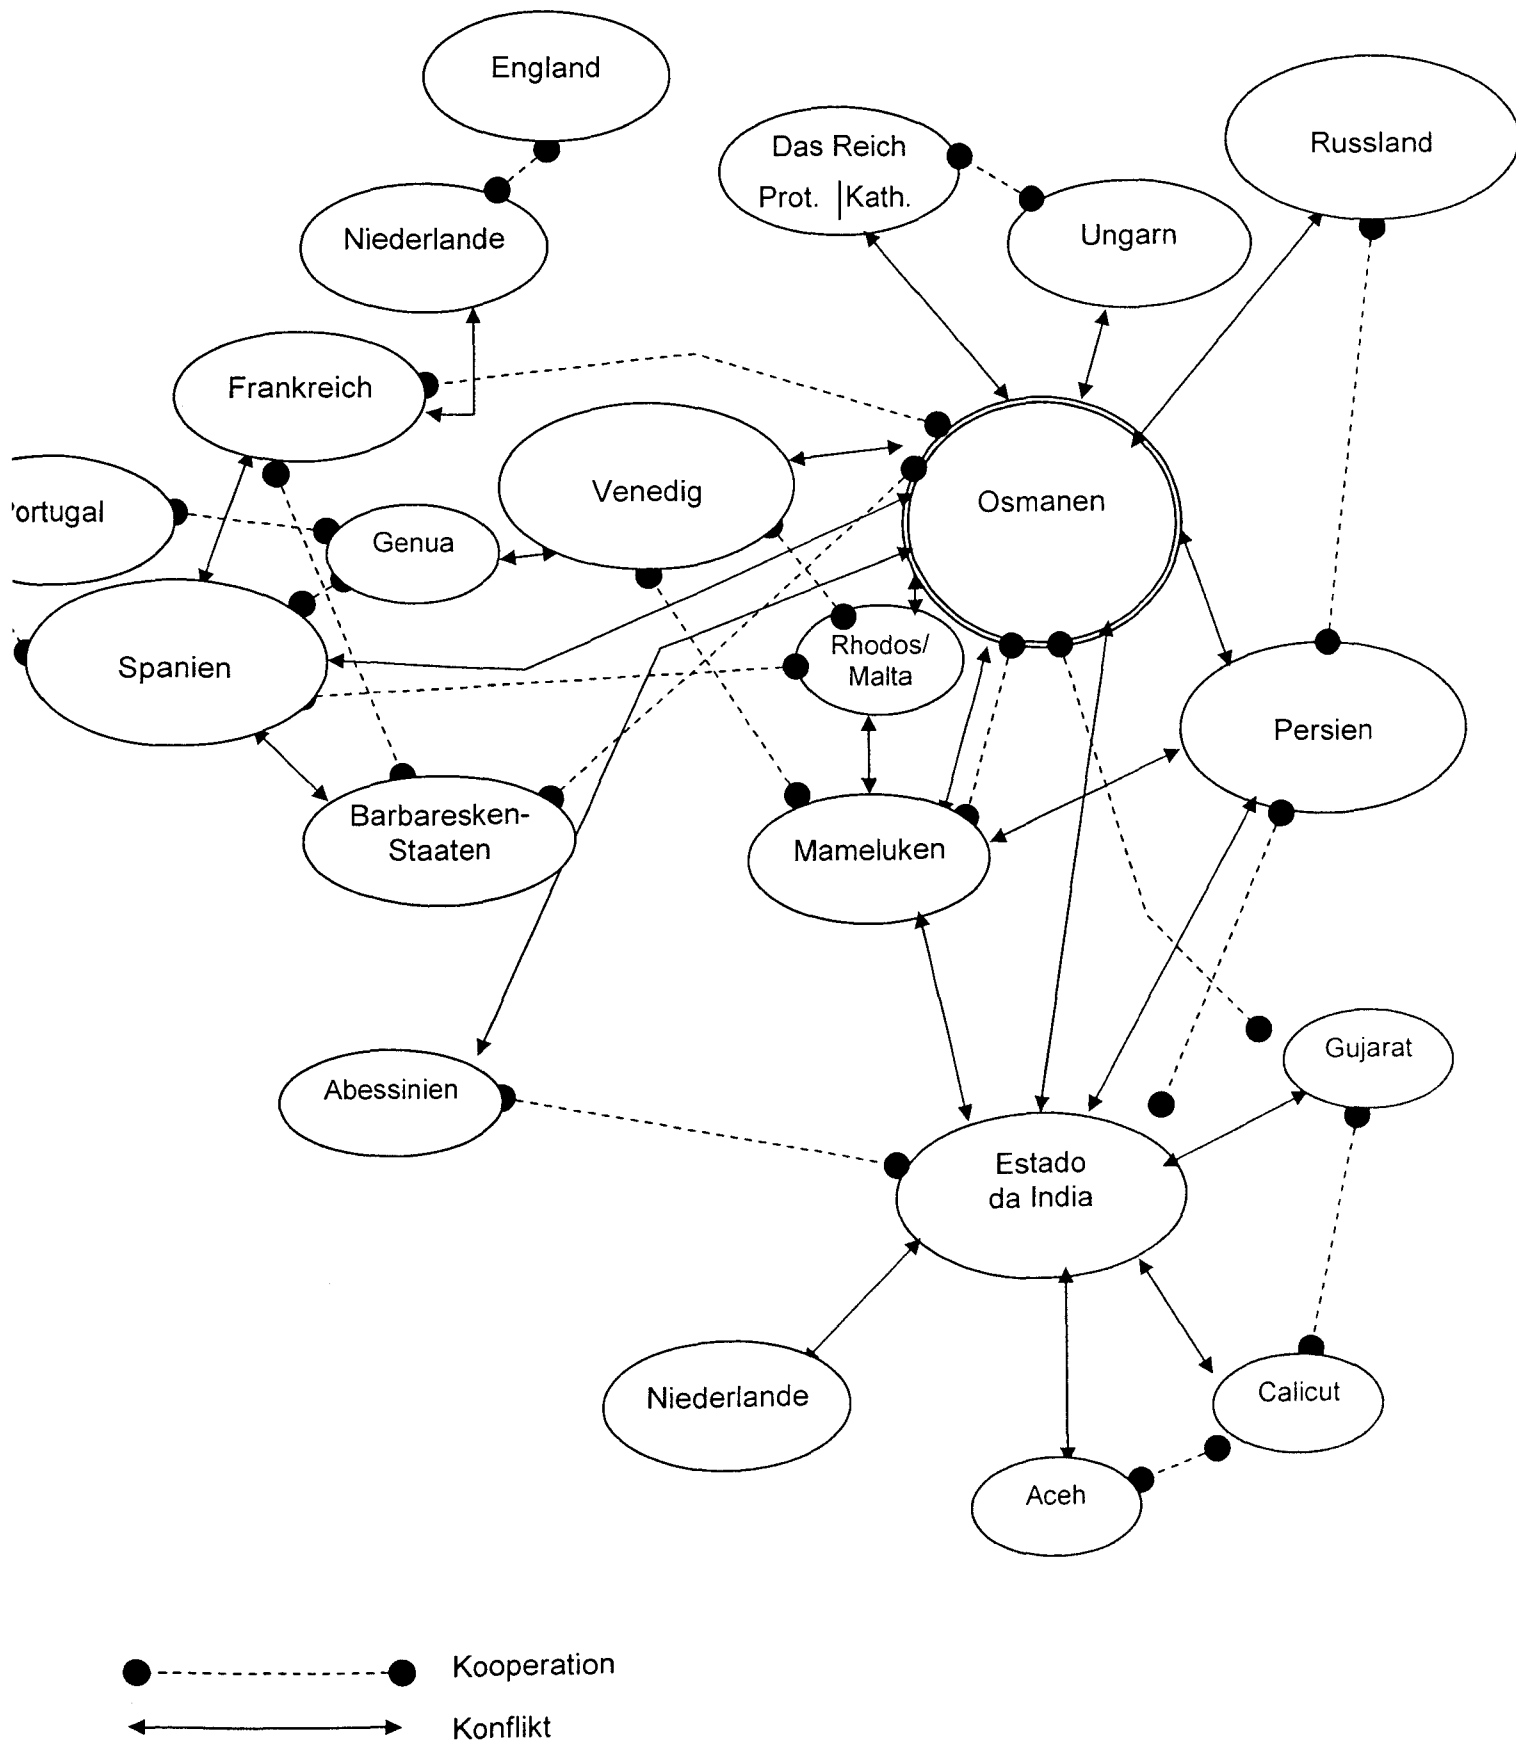 England
Das Reich
Prot. | Kath.
Russland
Niederlande
Ungarn
Frankreich
Venedig
Osmanen
ortugal
Genua
Rhodos/
Malta
Spanien
Persien
Barbaresken-
Staaten
Mameluken
Abessinien
Gujarat
Estado
da India
Niederlande
Calicut
Aceh
Kooperation
Konflikt